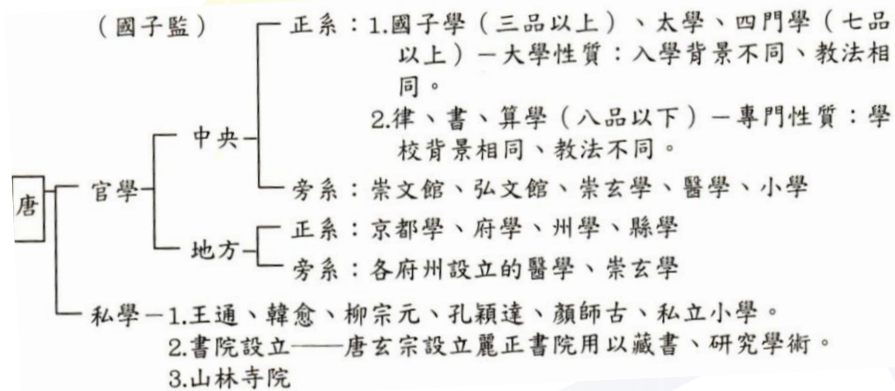 （國子監）
正系：1.國子學（三品以上）、太學、四門學（七品
以上）－大學性質：入學背景不同、教法相
同。
2.律、書、算學（八品以下）－專門性質：學
校背景相同、教法不同。
中央
旁系：崇文館、弘文館、崇玄學、醫學、小學
官學
唐
正系：京都學、府學、州學、縣學
地方
旁系：各府州設立的醫學、崇玄學
私學－1.王通、韓愈、柳宗元、孔穎達、顏師古、私立小學。
2.書院設立──唐玄宗設立麗正書院用以藏書、研究學術。
3.山林寺院